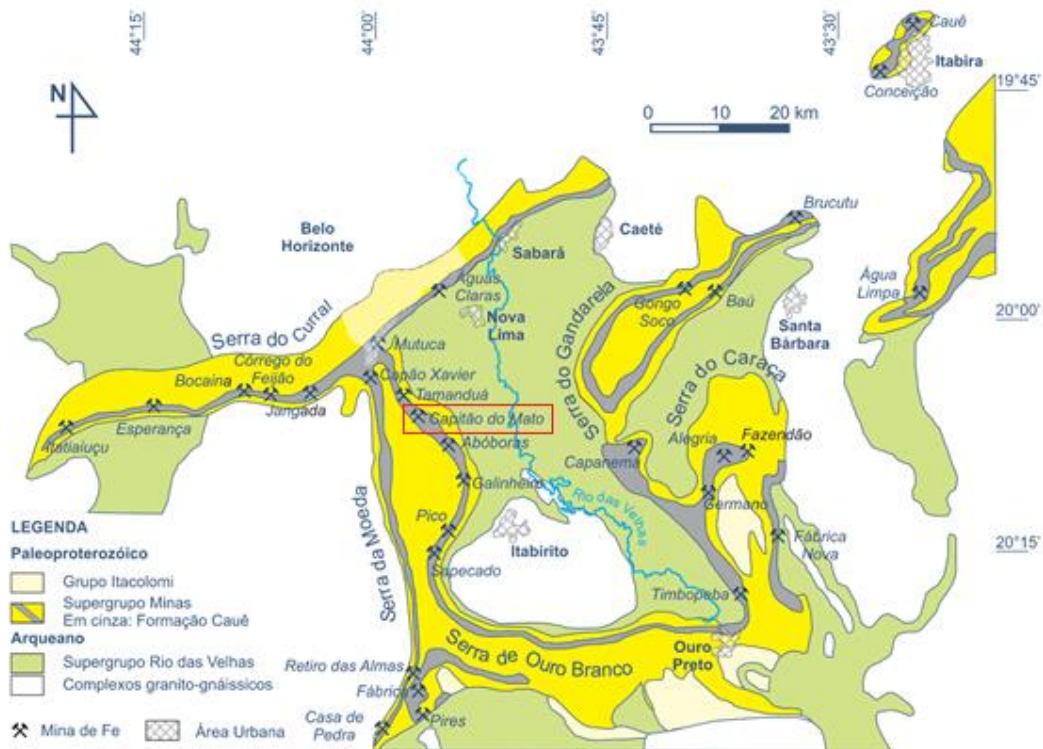 44°15'
44°00'
43°45'
43°30'
Cauê
Itabira
Conceição
19°45'
N
0 10 20 km
Brucutu
Belo
Horizonte
Caeté
Sabará
Água
Limpa
Águas
Claras
Gongo
Soco
Baú
Nova
Lima
Santa
Bárbara
20°00'
Serra do Curral
Serra do Gandarela
Mutuca
Córrego do
Feijão
Serra do Caraça
Bocaina
Capão Xavier
Jangada
Tamanduá
Esperança
Capitão do Mato
Itatiaiuçu
Alegria
Fazendão
Abóboras
Capanema
Galinheiro
Rio das Velhas
Germano
Serra da Moeda
Pico
Itabirito
Fábrica
Nova
20°15'
Sapecado
Timbopeba
Ouro
Preto
Serra de Ouro Branco
Retiro das Almas
Fábrica
Pires
Casa de
Pedra
LEGENDA
Paleoproterozóico
Grupo Itacolomi
Supergrupo Minas
Em cinza: Formação Cauê
Arqueano
Supergrupo Rio das Velhas
Complexos granito-gnáissicos
Mina de Fe
Área Urbana